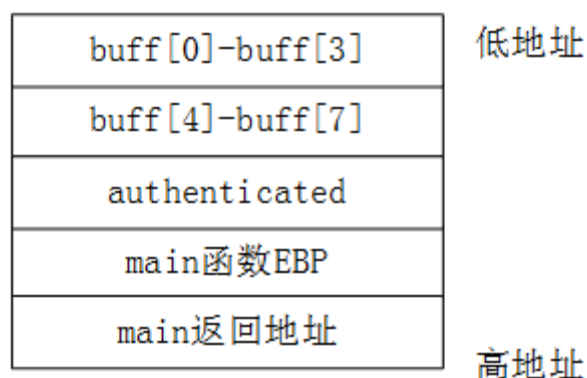 buff[0]-buff[3]
低地址
buff[4]-buff[7]
authenticated
main函数EBP
main返回地址
高地址